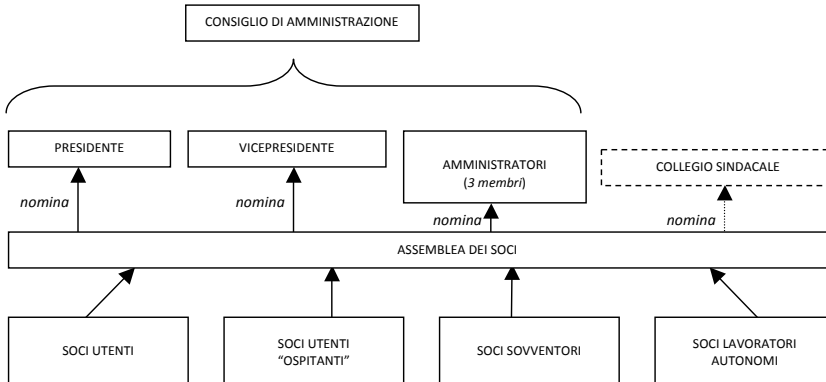 CONSIGLIO DI AMMINISTRAZIONE
PRESIDENTE
VICEPRESIDENTE
AMMINISTRATORI
(3 membri)
COLLEGIO SINDACALE
nomina
nomina
nomina
nomina
ASSEMBLEA DEI SOCI
SOCI UTENTI
SOCI UTENTI
“OSPITANTI”
SOCI SOVVENTORI
SOCI LAVORATORI
AUTONOMI